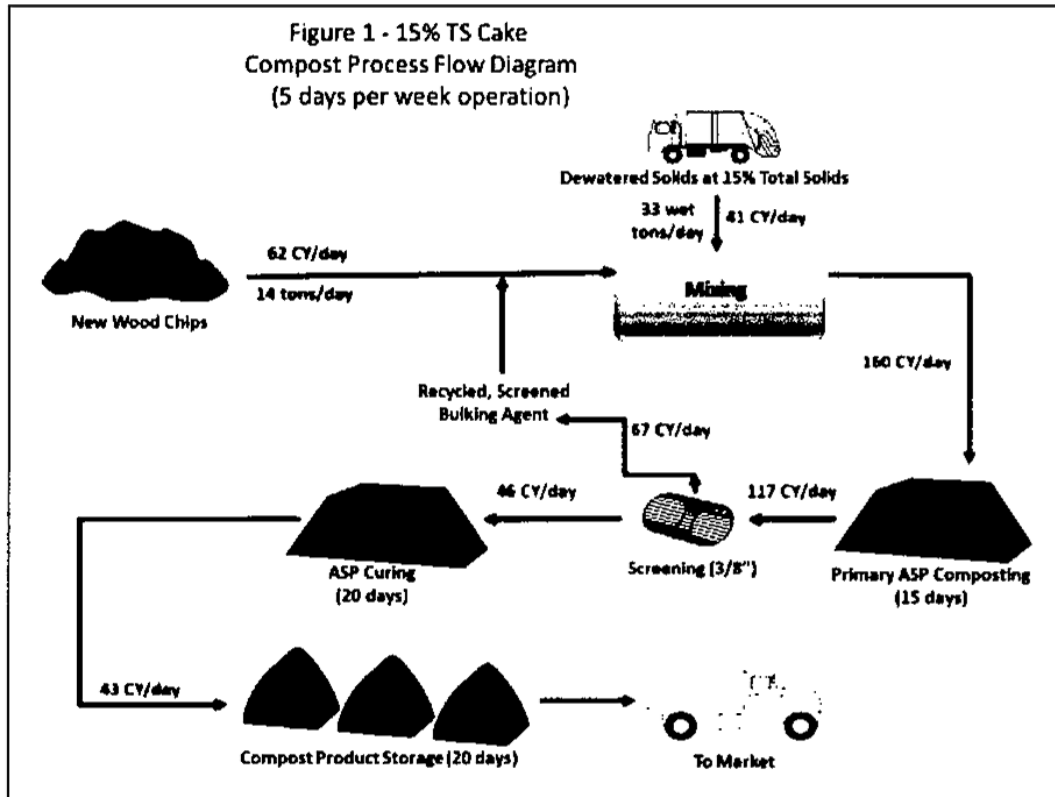 Figure 1 - 15% TS Cake
Compost Process Flow Diagram
(5 days per week operation)
Dewatered Solids at 15% Total Solids
33 wet
tons/day
41 CY/day
62 CY/day
14 tons/day
New Wood Chips
Mixing
160 CY/day
Recycled, Screened
Bulking Agent
67 CY/day
46 CY/day
117 CY/day
ASP Curing
(20 days)
Screening (3/8")
Primary ASP Composting
(15 days)
43 CY/day
Compost Product Storage (20 days)
To Market